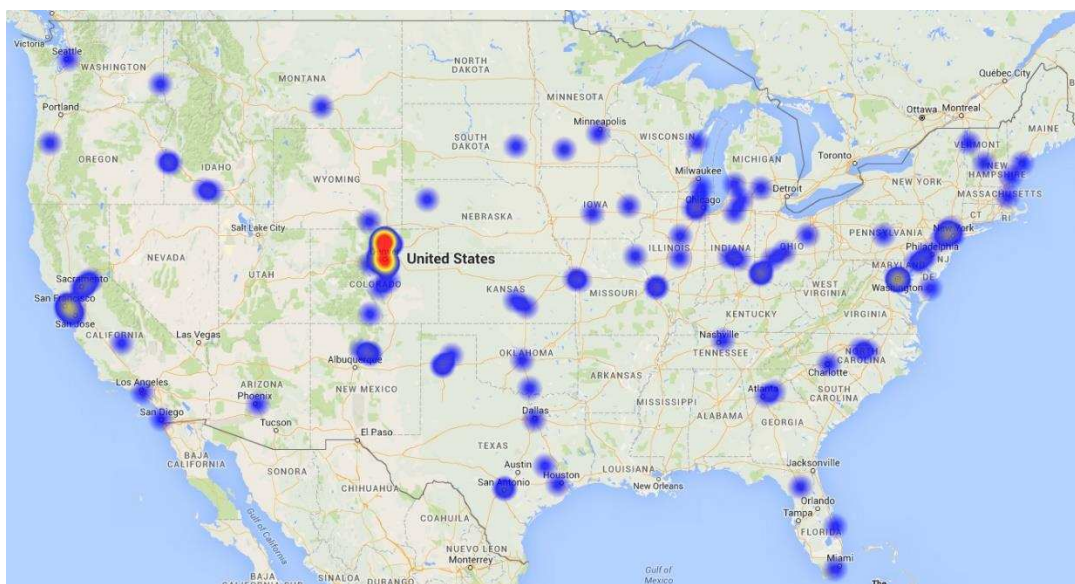 Victoria
Seattle
WASHINGTON
Portland
OREGON
IDAHO
MONTANA
NORTH
DAKOTA
MINNESOTA
Minneapolis
SOUTH
DAKOTA
WISCONSIN
MICHIGAN
Milwaukee
Chicago
Detroit
Toronto
Ottawa
Montreal
Québec City
MAINE
VERMONT
NEW
HAMPSHIRE
MASSACHUSETTS
CT
RI
NEW YORK
New York
PENNSYLVANIA
Philadelphia
NJ
MARYLAND
DE
Washington
WEST
VIRGINIA
VIRGINIA
OHIO
INDIANA
ILLINOIS
IOWA
NEBRASKA
WYOMING
Salt Lake City
NEVADA
UTAH
COLORADO
United States
KANSAS
MISSOURI
KENTUCKY
Sacramento
San Francisco
San Jose
CALIFORNIA
Las Vegas
Los Angeles
San Diego
ARIZONA
Phoenix
Tucson
Albuquerque
NEW MEXICO
El Paso
OKLAHOMA
ARKANSAS
Nashville
TENNESSEE
NORTH
CAROLINA
Charlotte
SOUTH
CAROLINA
Atlanta
GEORGIA
ALABAMA
MISSISSIPPI
Dallas
TEXAS
Austin
Houston
San Antonio
LOUISIANA
New Orleans
Jacksonville
Orlando
Tampa
FLORIDA
Miami
BAJA
CALIFORNIA
SONORA
CHIHUAHUA
COAHUILA
NUEVO LEON
Monterrey
Gulf of California
BAJA
CALIFORNIA SUR
SINALOA
DURANGO
Gulf of
Mexico
The